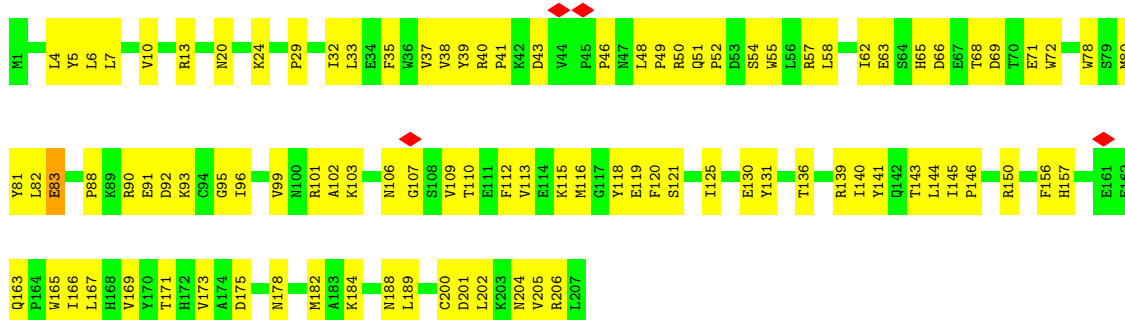 M1 L4 Y5 L6 L7 V10 R13 N20 K24 P29 I32 L33 E34 F35 W36 V37 V38 Y39 R40 P41 K42 D43 V44 P45 P46 N47 L48 P49 R50 Q51 P52 D53 S54 W55 L56 R57 L58 I62 E63 S64 H65 D66 E67 T68 D69 T70 E71 W72 W78 S79 M80
Y81 L82 E83 P88 K89 R90 E91 D92 K93 C94 G95 I96 V99 N100 R101 A102 K103 N106 G107 S108 V109 T110 E111 F112 V113 E114 K115 M116 G117 Y118 E119 F120 S121 I125 E130 Y131 T136 R139 I140 Y141 Q142 T143 L144 I145 P146 R150 F156 H157 E161 E162
Q163 P164 W165 I166 L167 H168 V169 Y170 T171 H172 V173 A174 D175 N178 M182 A183 K184 N188 L189 C200 D201 L202 K203 N204 V205 R206 L207